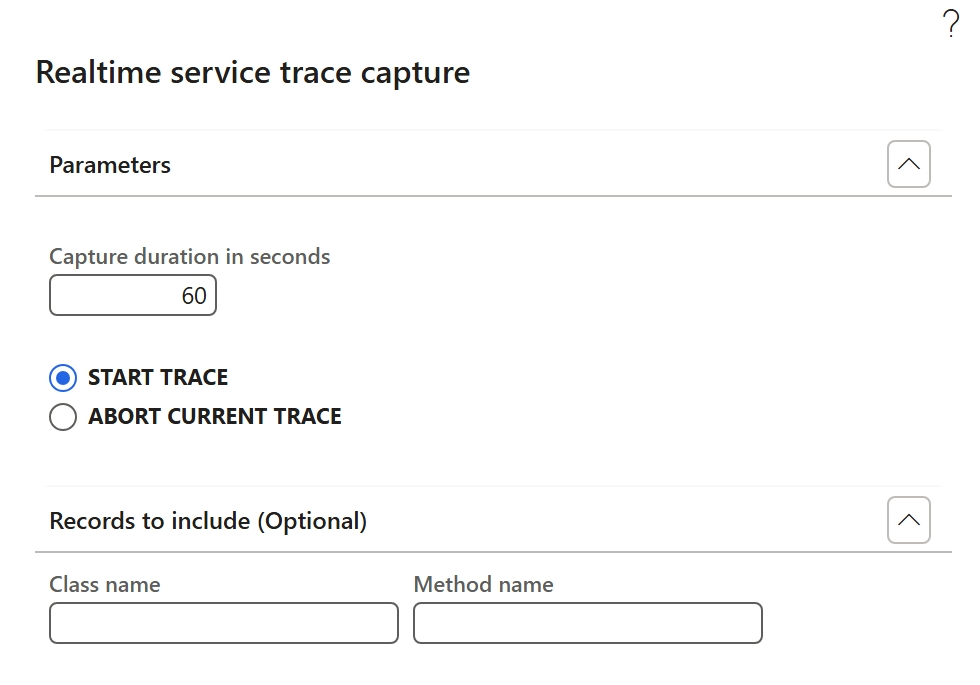 ?
Realtime service trace capture
Parameters
Capture duration in seconds
60
START TRACE
ABORT CURRENT TRACE
Records to include (Optional)
Class name Method name